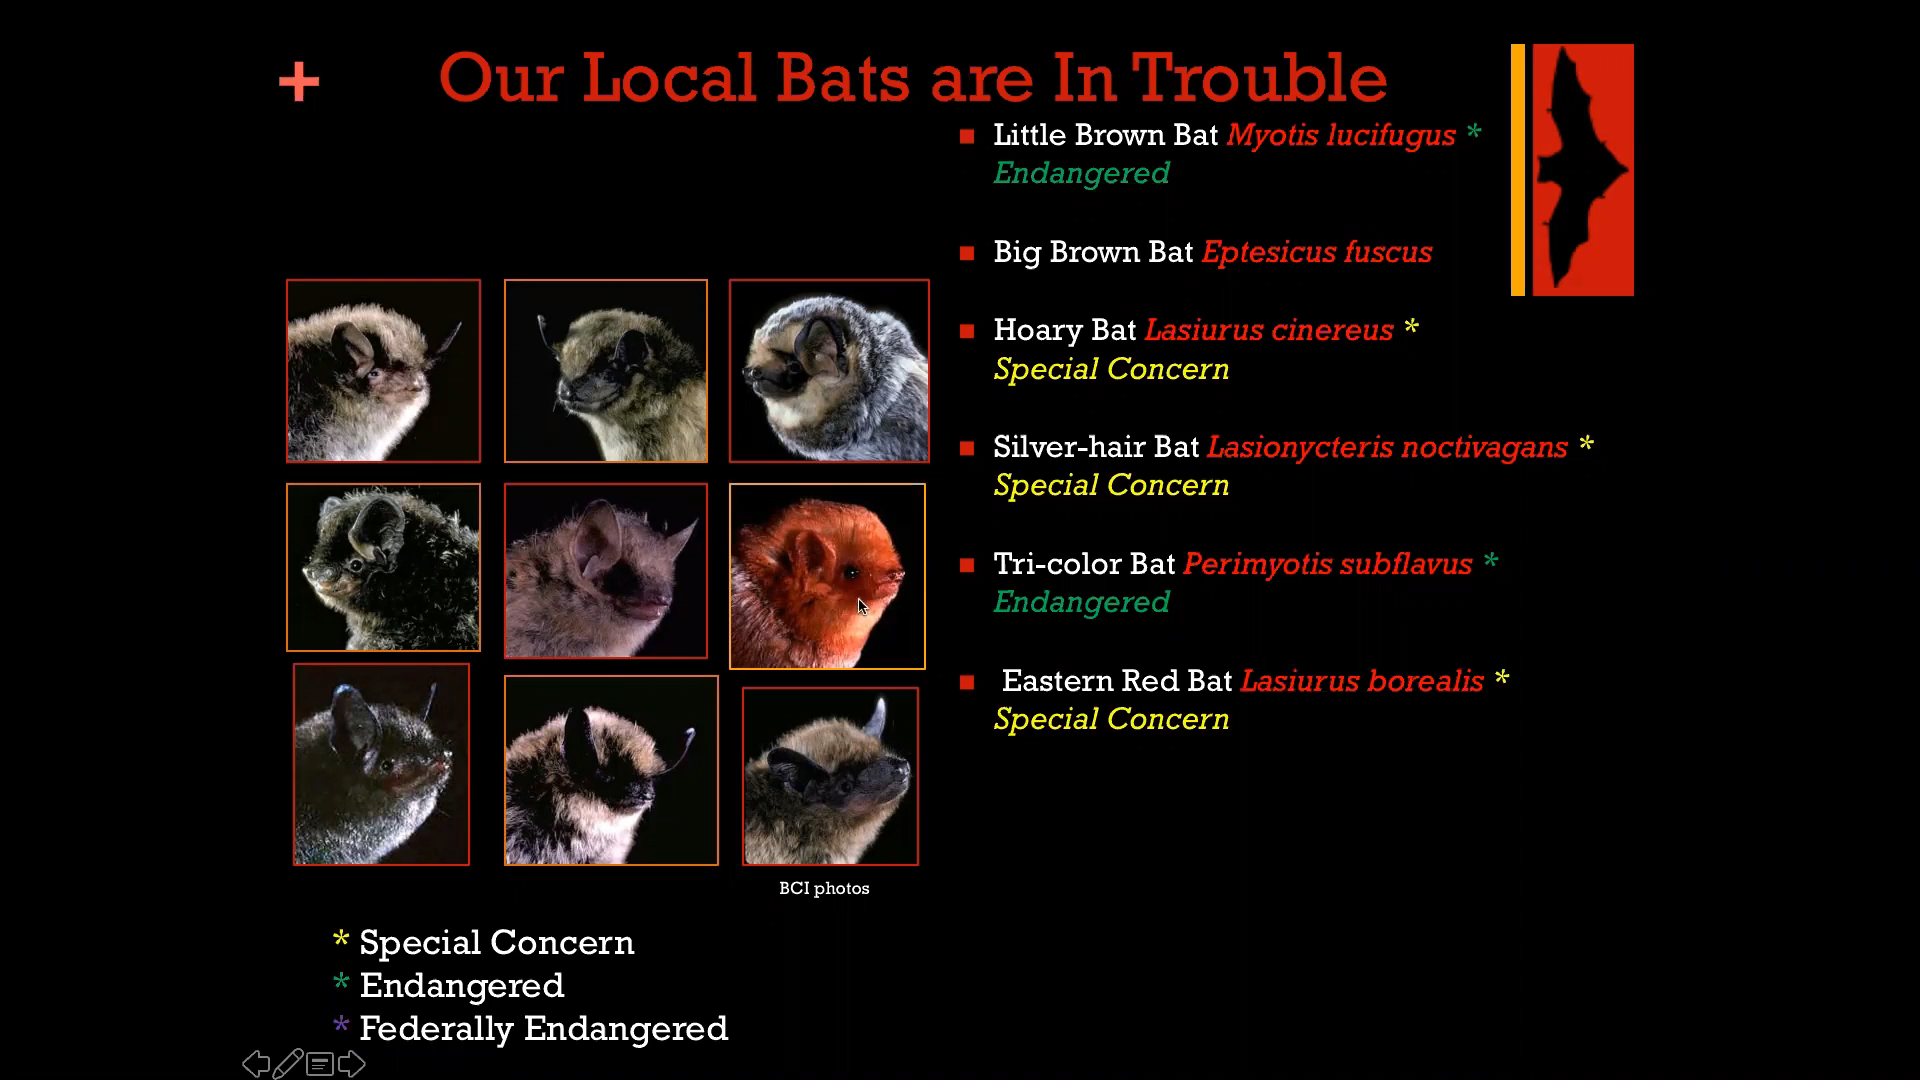 + Our Local Bats are In Trouble
■ Little Brown Bat Myotis lucifugus *
Endangered
■ Big Brown Bat Eptesicus fuscus
■ Hoary Bat Lasiurus cinereus *
Special Concern
■ Silver-hair Bat Lasionycteris noctivagans *
Special Concern
■ Tri-color Bat Perimyotis subflavus *
Endangered
■ Eastern Red Bat Lasiurus borealis *
Special Concern
BCI photos
* Special Concern
* Endangered
* Federally Endangered